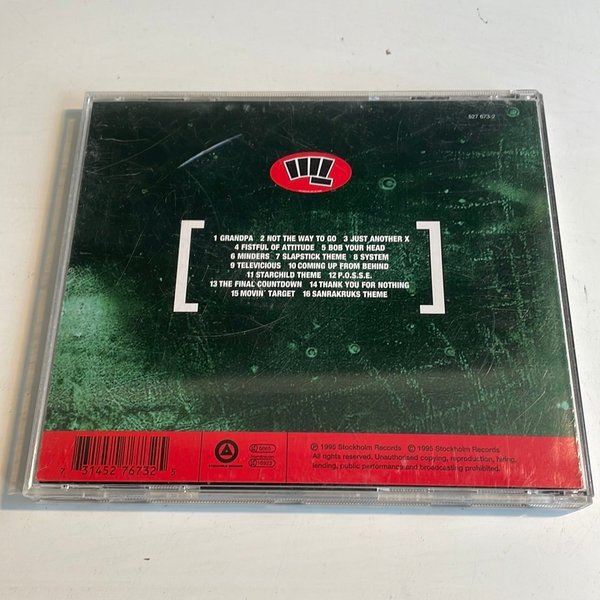 527 673-2
1 GRANDPA 2 NOT THE WAY TO GO 3 JUST ANOTHER X
4 FISTFUL OF ATTITUDE 5 BOB YOUR HEAD
6 MINDERS 7 SLAPSTICK THEME 8 SYSTEM
9 TELEVICIOUS 10 COMING UP FROM BEHIND
11 STARCHILD THEME 12 P.O.S.S.E.
13 THE FINAL COUNTDOWN 14 THANK YOU FOR NOTHING
15 MOVIN' TARGET 16 SANRAKRUKS THEME
7 31452 76732 5
℗ 1995 Stockholm Records © 1995 Stockholm Records
All rights reserved. Unauthorised copying, reproduction, hiring,
lending, public performance and broadcasting prohibited.